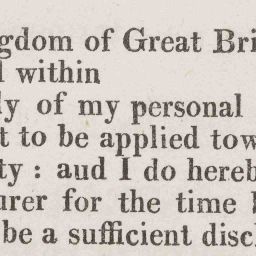 gdom of Great Bri
l within
ly of my personal
t to be applied tow
ty : aud I do hereb
urer for the time
be a sufficient disc